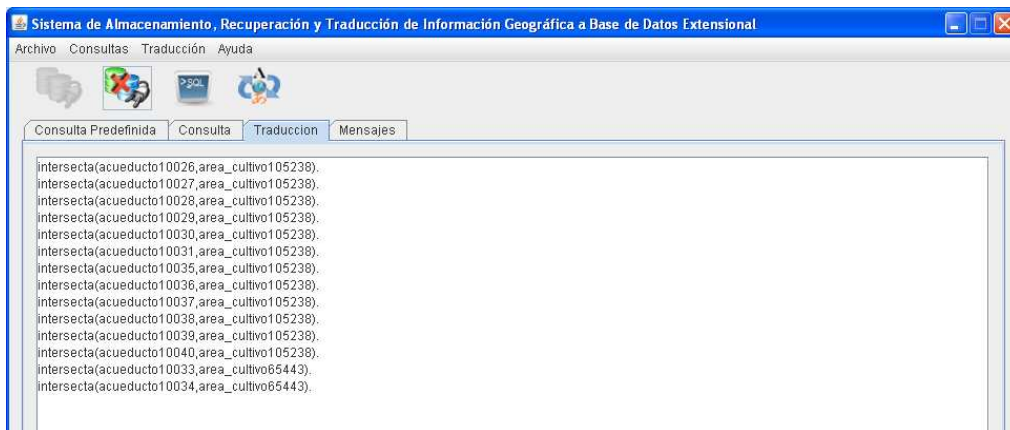 Sistema de Almacenamiento, Recuperación y Traducción de Información Geográfica a Base de Datos Extensional
Archivo Consultas Traducción Ayuda
>SQL
Consulta Predefinida Consulta Traduccion Mensajes
intersecta(acueducto10026,area_cultivo105238).
intersecta(acueducto10027,area_cultivo105238).
intersecta(acueducto10028,area_cultivo105238).
intersecta(acueducto10029,area_cultivo105238).
intersecta(acueducto10030,area_cultivo105238).
intersecta(acueducto10031,area_cultivo105238).
intersecta(acueducto10035,area_cultivo105238).
intersecta(acueducto10036,area_cultivo105238).
intersecta(acueducto10037,area_cultivo105238).
intersecta(acueducto10038,area_cultivo105238).
intersecta(acueducto10039,area_cultivo105238).
intersecta(acueducto10040,area_cultivo105238).
intersecta(acueducto10033,area_cultivo65443).
intersecta(acueducto10034,area_cultivo65443).